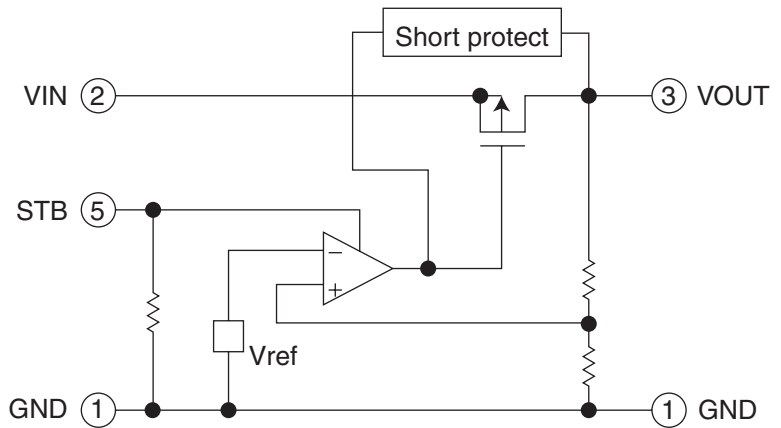 Short protect
VIN 2
3 VOUT
STB 5
−
+
Vref
GND 1
1 GND